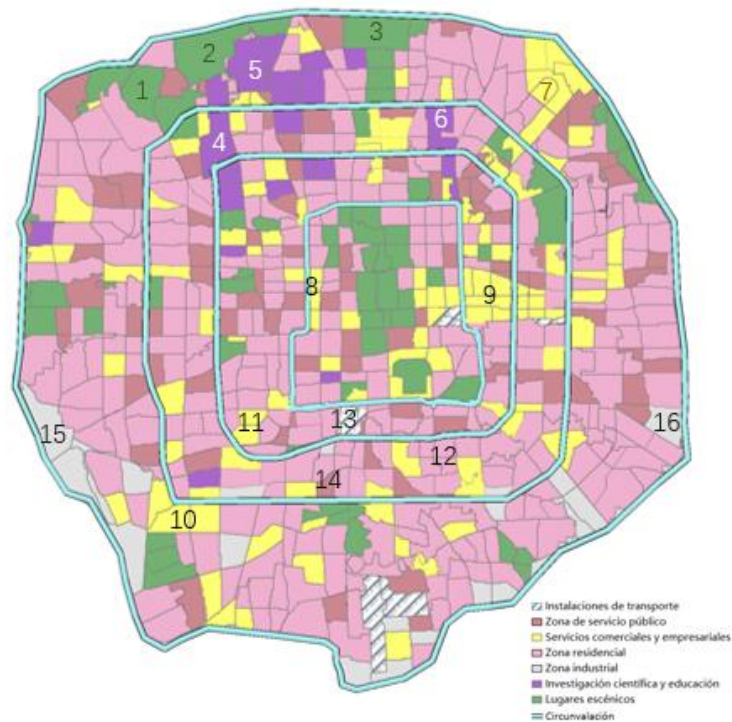 3
2
5
1
7
6
4
8
9
11
13
15
16
12
14
10
Instalaciones de transporte
Zona de servicio público
Servicios comerciales y empresariales
Zona residencial
Zona industrial
Investigación científica y educación
Lugares escénicos
Circunvalación